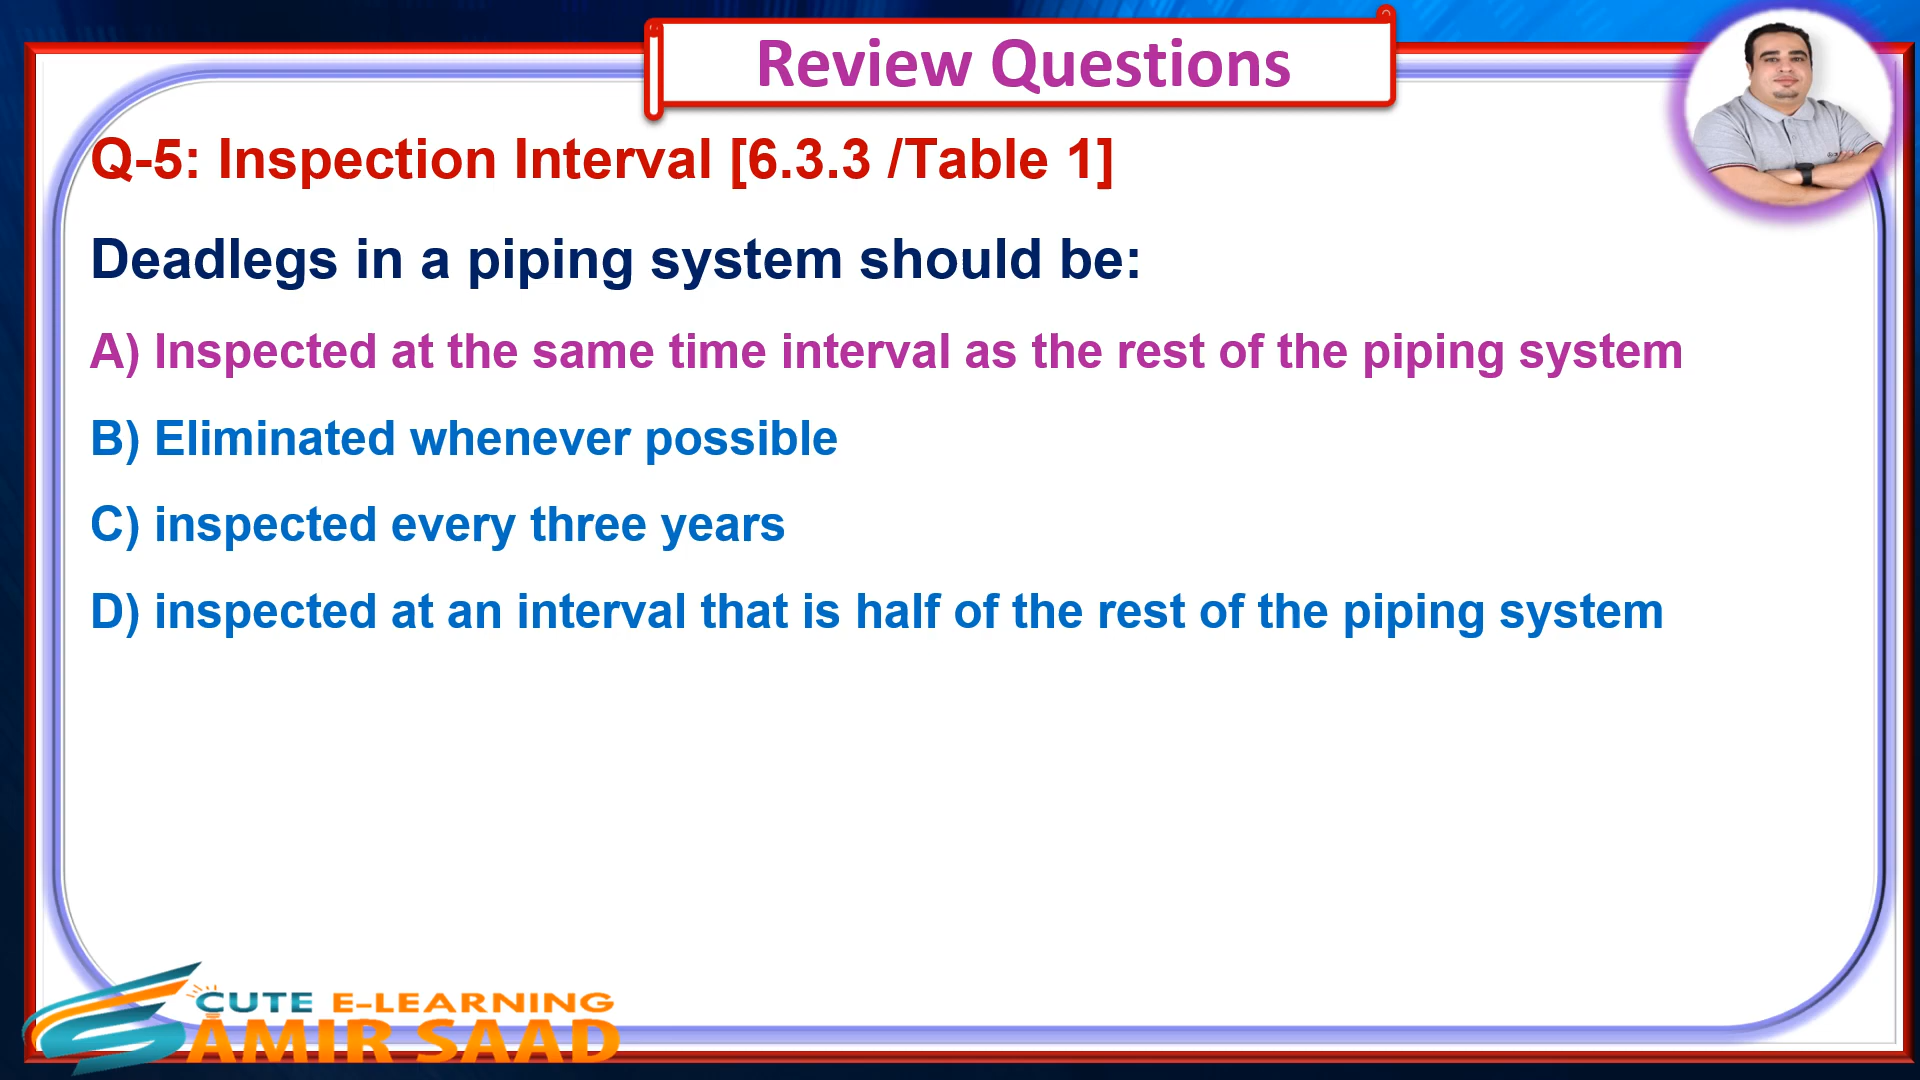 Review Questions
Q-5: Inspection Interval [6.3.3 /Table 1]
Deadlegs in a piping system should be:
A) Inspected at the same time interval as the rest of the piping system
B) Eliminated whenever possible
C) inspected every three years
D) inspected at an interval that is half of the rest of the piping system
CUTE E-LEARNING
AMIR SAAD